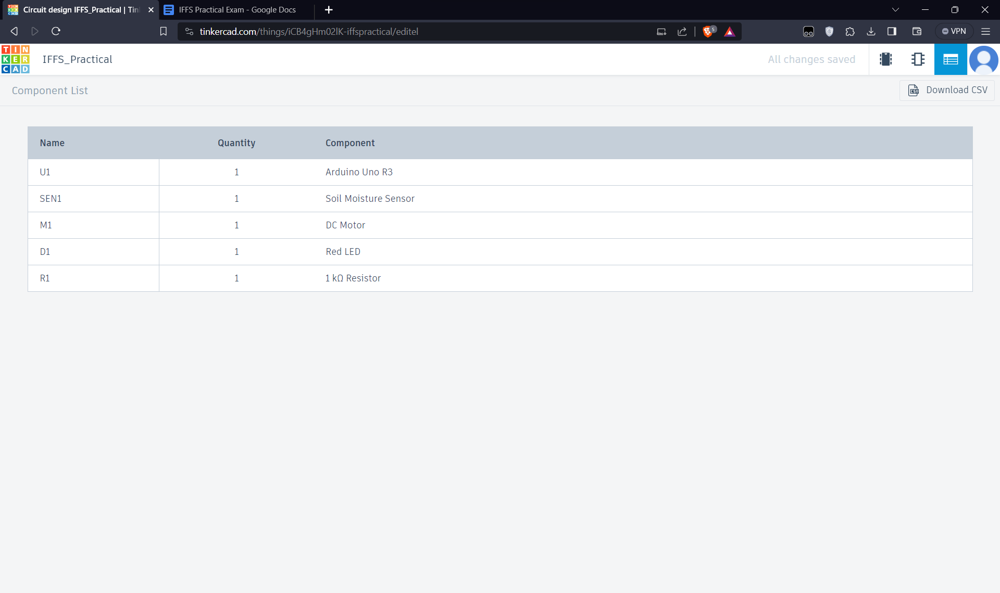 Circuit design IFFS_Practical | Tin
IFFS Practical Exam - Google Docs
tinkercad.com/things/iCB4gHm02lK-iffspractical/editel
5
VPN
TIN
KER
CAD
IFFS_Practical
All changes saved
Component List
CSV
Download CSV
Name Quantity Component
U1 1 Arduino Uno R3
SEN1 1 Soil Moisture Sensor
M1 1 DC Motor
D1 1 Red LED
R1 1 1 kΩ Resistor